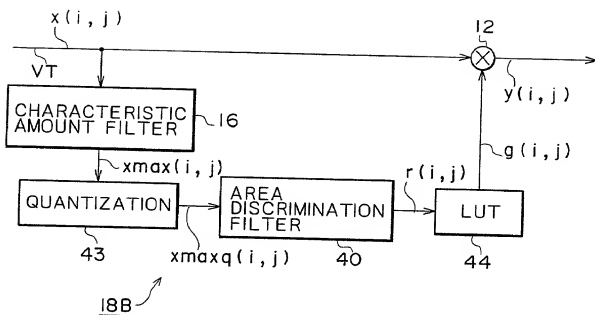 x(i,j)
12
VT
y(i,j)
CHARACTERISTIC
AMOUNT FILTER
16
g(i,j)
xmax(i,j)
r(i,j)
QUANTIZATION
AREA
DISCRIMINATION
FILTER
LUT
43
xmaxq(i,j)
40
44
18B